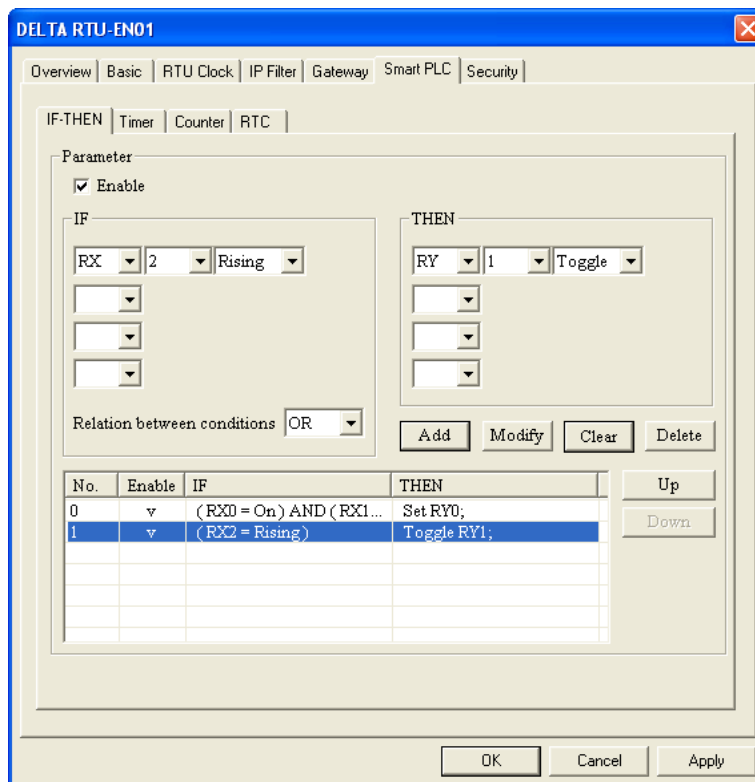 DELTA RTU-EN01
Overview Basic RTU Clock IP Filter Gateway Smart PLC Security
IF-THEN Timer Counter RTC
Parameter
Enable
IF
RX 2 Rising
Relation between conditions OR
THEN
RY 1 Toggle
Add Modify Clear Delete
No. Enable IF THEN
0 v (RX0 = On) AND (RX1... Set RY0;
1 v (RX2 = Rising) Toggle RY1;
Up
Down
OK Cancel Apply